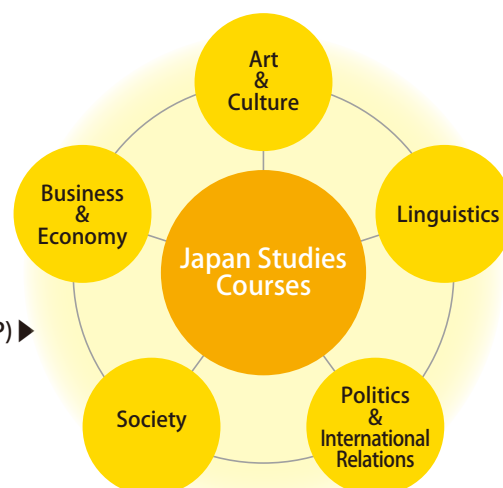 Art
&
Culture
Business
&
Economy
Linguistics
Japan Studies
Courses
P) ▶
Society
Politics
&
International
Relations